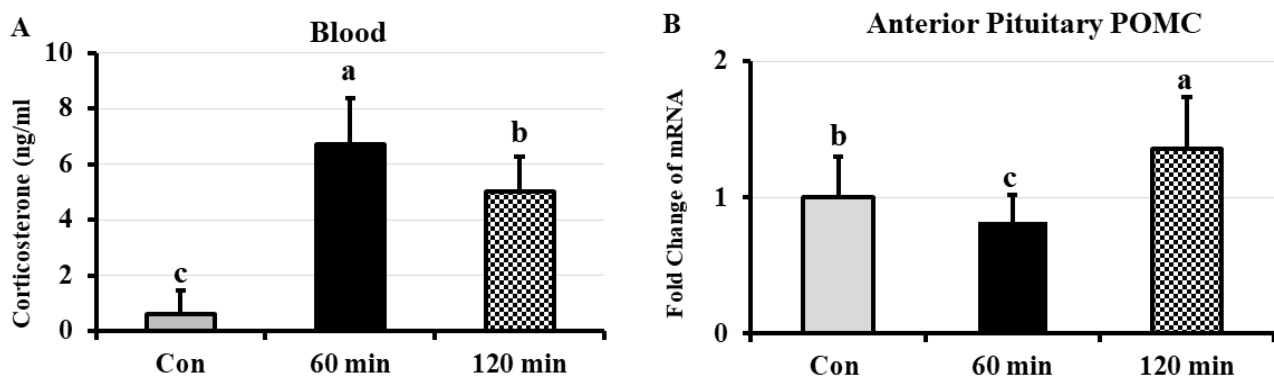 A
Blood
Corticosterone (ng/ml
10
8
6
4
2
0
c
a
b
Con
60 min
120 min
B
Anterior Pituitary POMC
Fold Change of mRNA
2
1
0
b
c
a
Con
60 min
120 min